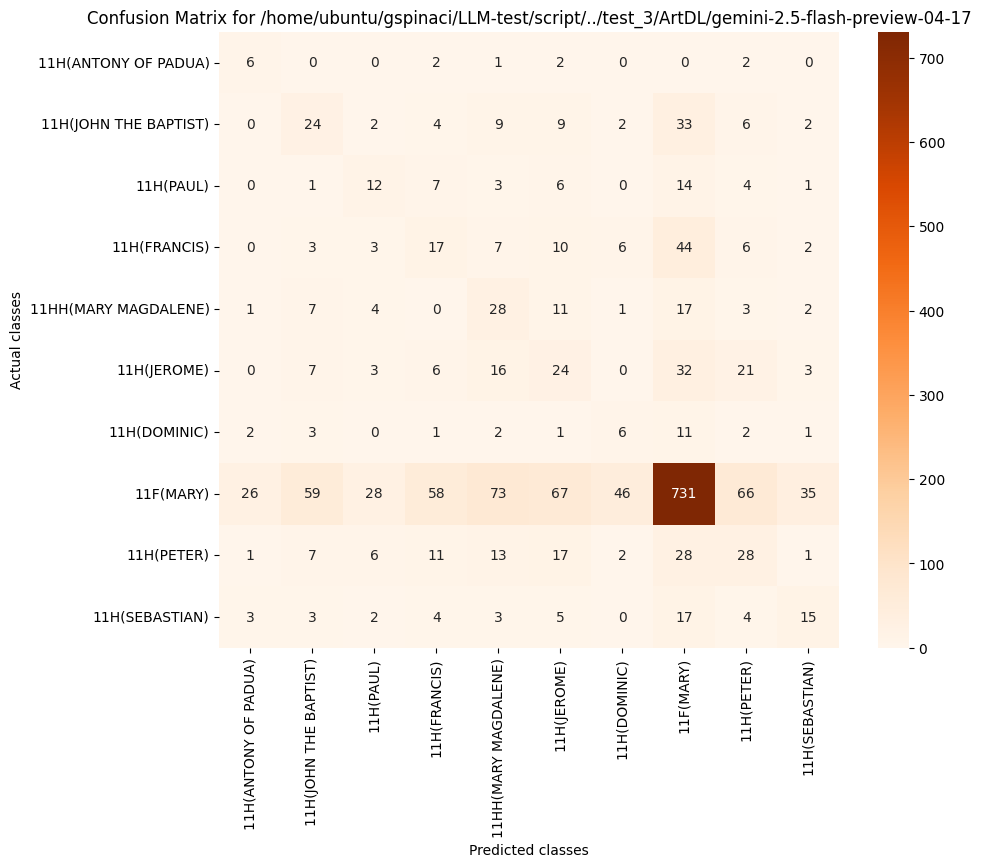 Confusion Matrix for /home/ubuntu/gspinaci/LLM-test/script/../test_3/ArtDL/gemini-2.5-flash-preview-04-17
11H(ANTONY OF PADUA) 6 0 0 2 1 2 0 0 2 0
11H(JOHN THE BAPTIST) 0 24 2 4 9 9 2 33 6 2
11H(PAUL) 0 1 12 7 3 6 0 14 4 1
11H(FRANCIS) 0 3 3 17 7 10 6 44 6 2
11HH(MARY MAGDALENE) 1 7 4 0 28 11 1 17 3 2
11H(JEROME) 0 7 3 6 16 24 0 32 21 3
11H(DOMINIC) 2 3 0 1 2 1 6 11 2 1
11F(MARY) 26 59 28 58 73 67 46 731 66 35
11H(PETER) 1 7 6 11 13 17 2 28 28 1
11H(SEBASTIAN) 3 3 2 4 3 5 0 17 4 15
Actual classes
11H(ANTONY OF PADUA)
11H(JOHN THE BAPTIST)
11H(PAUL)
11H(FRANCIS)
11HH(MARY MAGDALENE)
11H(JEROME)
11H(DOMINIC)
11F(MARY)
11H(PETER)
11H(SEBASTIAN)
Predicted classes
700
600
500
400
300
200
100
0